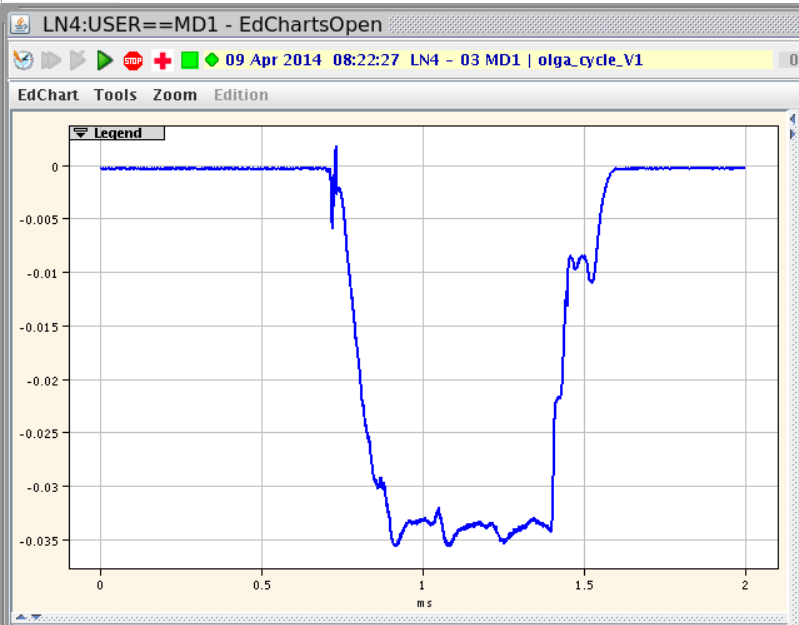 LN4:USER==MD1 - EdChartsOpen
STOP 09 Apr 2014 08:22:27 LN4 - 03 MD1 | olga_cycle_V1 0
EdChart Tools Zoom Edition
Legend
0
-0.005
-0.01
-0.015
-0.02
-0.025
-0.03
-0.035
0 0.5 1 1.5 2
ms